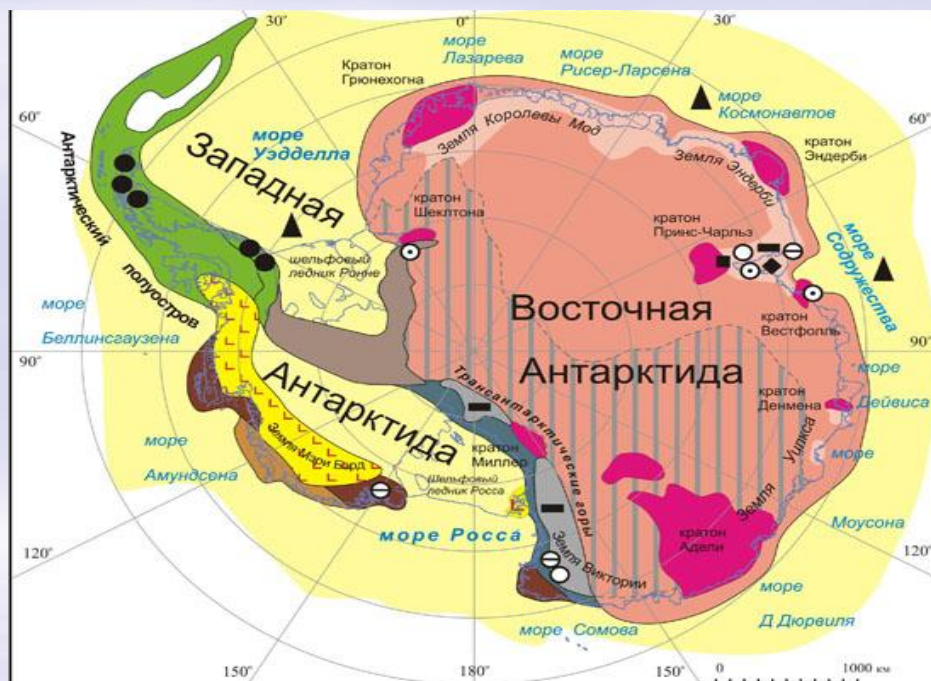 30°
0°
30°
море
Лазарева
море
Рисер-Ларсена
Кратон
Грюнехогна
море
Космонавтов
60°
60°
Антарктический
полуостров
море
Уэдделла
Западная
Земля Королевы Мод
Земля Эндерби
кратон
Эндерби
кратон
Шеклтона
кратон
Принс-Чарльз
море
Содружества
шельфовый
ледник Ронне
Восточная
Антарктида
кратон
Вестфолль
море
Беллинсгаузена
90°
90°
Антарктида
Трансантарктические горы
море
Дейвиса
кратон
Денмена
Земля Мэри Бэрд
море
Амундсена
кратон
Миллер
Шельфовый
ледник Росса
Земля
Уилкса
море
Моусона
море Росса
кратон
Адели
Земля Виктории
120°
120°
море
Д Дюрвиля
море Сомова
150°
180°
150°
0
1000 км